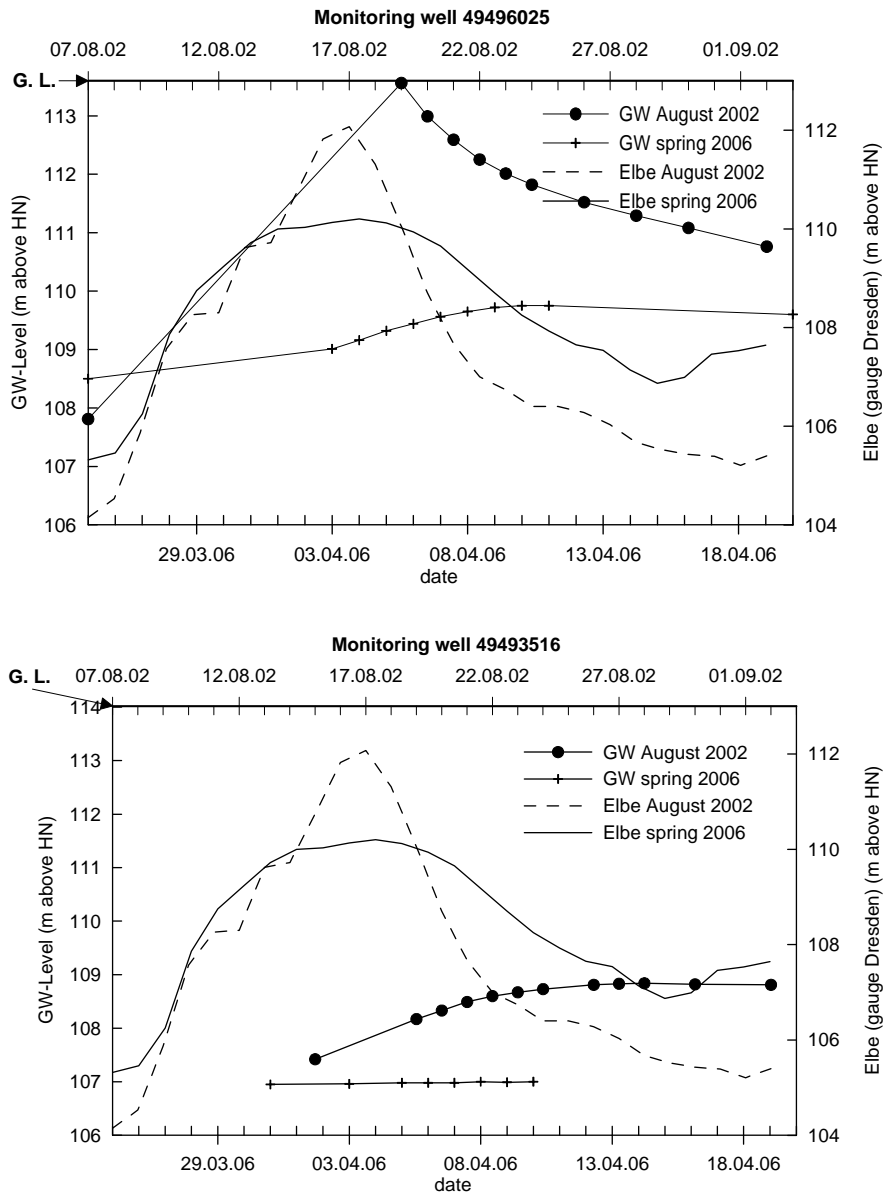 Monitoring well 49496025
07.08.02 12.08.02 17.08.02 22.08.02 27.08.02 01.09.02
G. L.
113
112
111
110
109
108
107
106
GW-Level (m above HN)
GW August 2002
GW spring 2006
Elbe August 2002
Elbe spring 2006
112
110
108
106
104
Elbe (gauge Dresden) (m above HN)
29.03.06 03.04.06 08.04.06 13.04.06 18.04.06
date
Monitoring well 49493516
07.08.02 12.08.02 17.08.02 22.08.02 27.08.02 01.09.02
G. L.
114
113
112
111
110
109
108
107
106
GW-Level (m above HN)
GW August 2002
GW spring 2006
Elbe August 2002
Elbe spring 2006
112
110
108
106
104
Elbe (gauge Dresden) (m above HN)
29.03.06 03.04.06 08.04.06 13.04.06 18.04.06
date